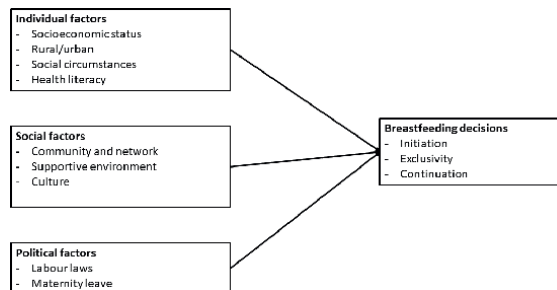 Individual factors
- Socioeconomic status
- Rural/urban
- Social circumstances
- Health literacy
Social factors
- Community and network
- Supportive environment
- Culture
Political factors
- Labour laws
- Maternity leave
Breastfeeding decisions
- Initiation
- Exclusivity
- Continuation